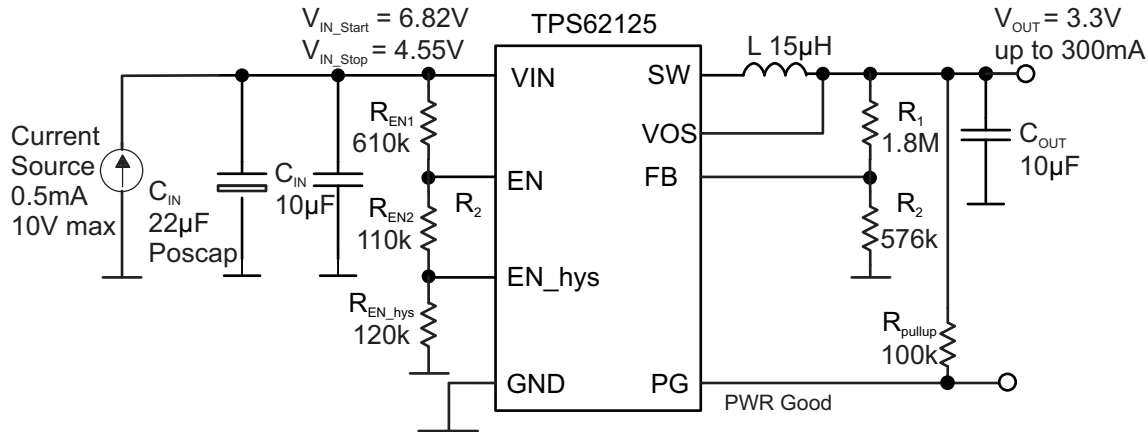 V_IN_Start = 6.82V
V_IN_Stop = 4.55V
TPS62125
L 15µH
V_OUT = 3.3V
up to 300mA
VIN
SW
R_EN1
610k
VOS
R_1
1.8M
C_OUT
10µF
Current
Source
0.5mA
10V max
C_IN
22µF
Poscap
C_IN
10µF
EN
FB
R_2
R_EN2
110k
R_2
576k
EN_hys
R_EN_hys
120k
R_pullup
100k
GND
PG
PWR Good